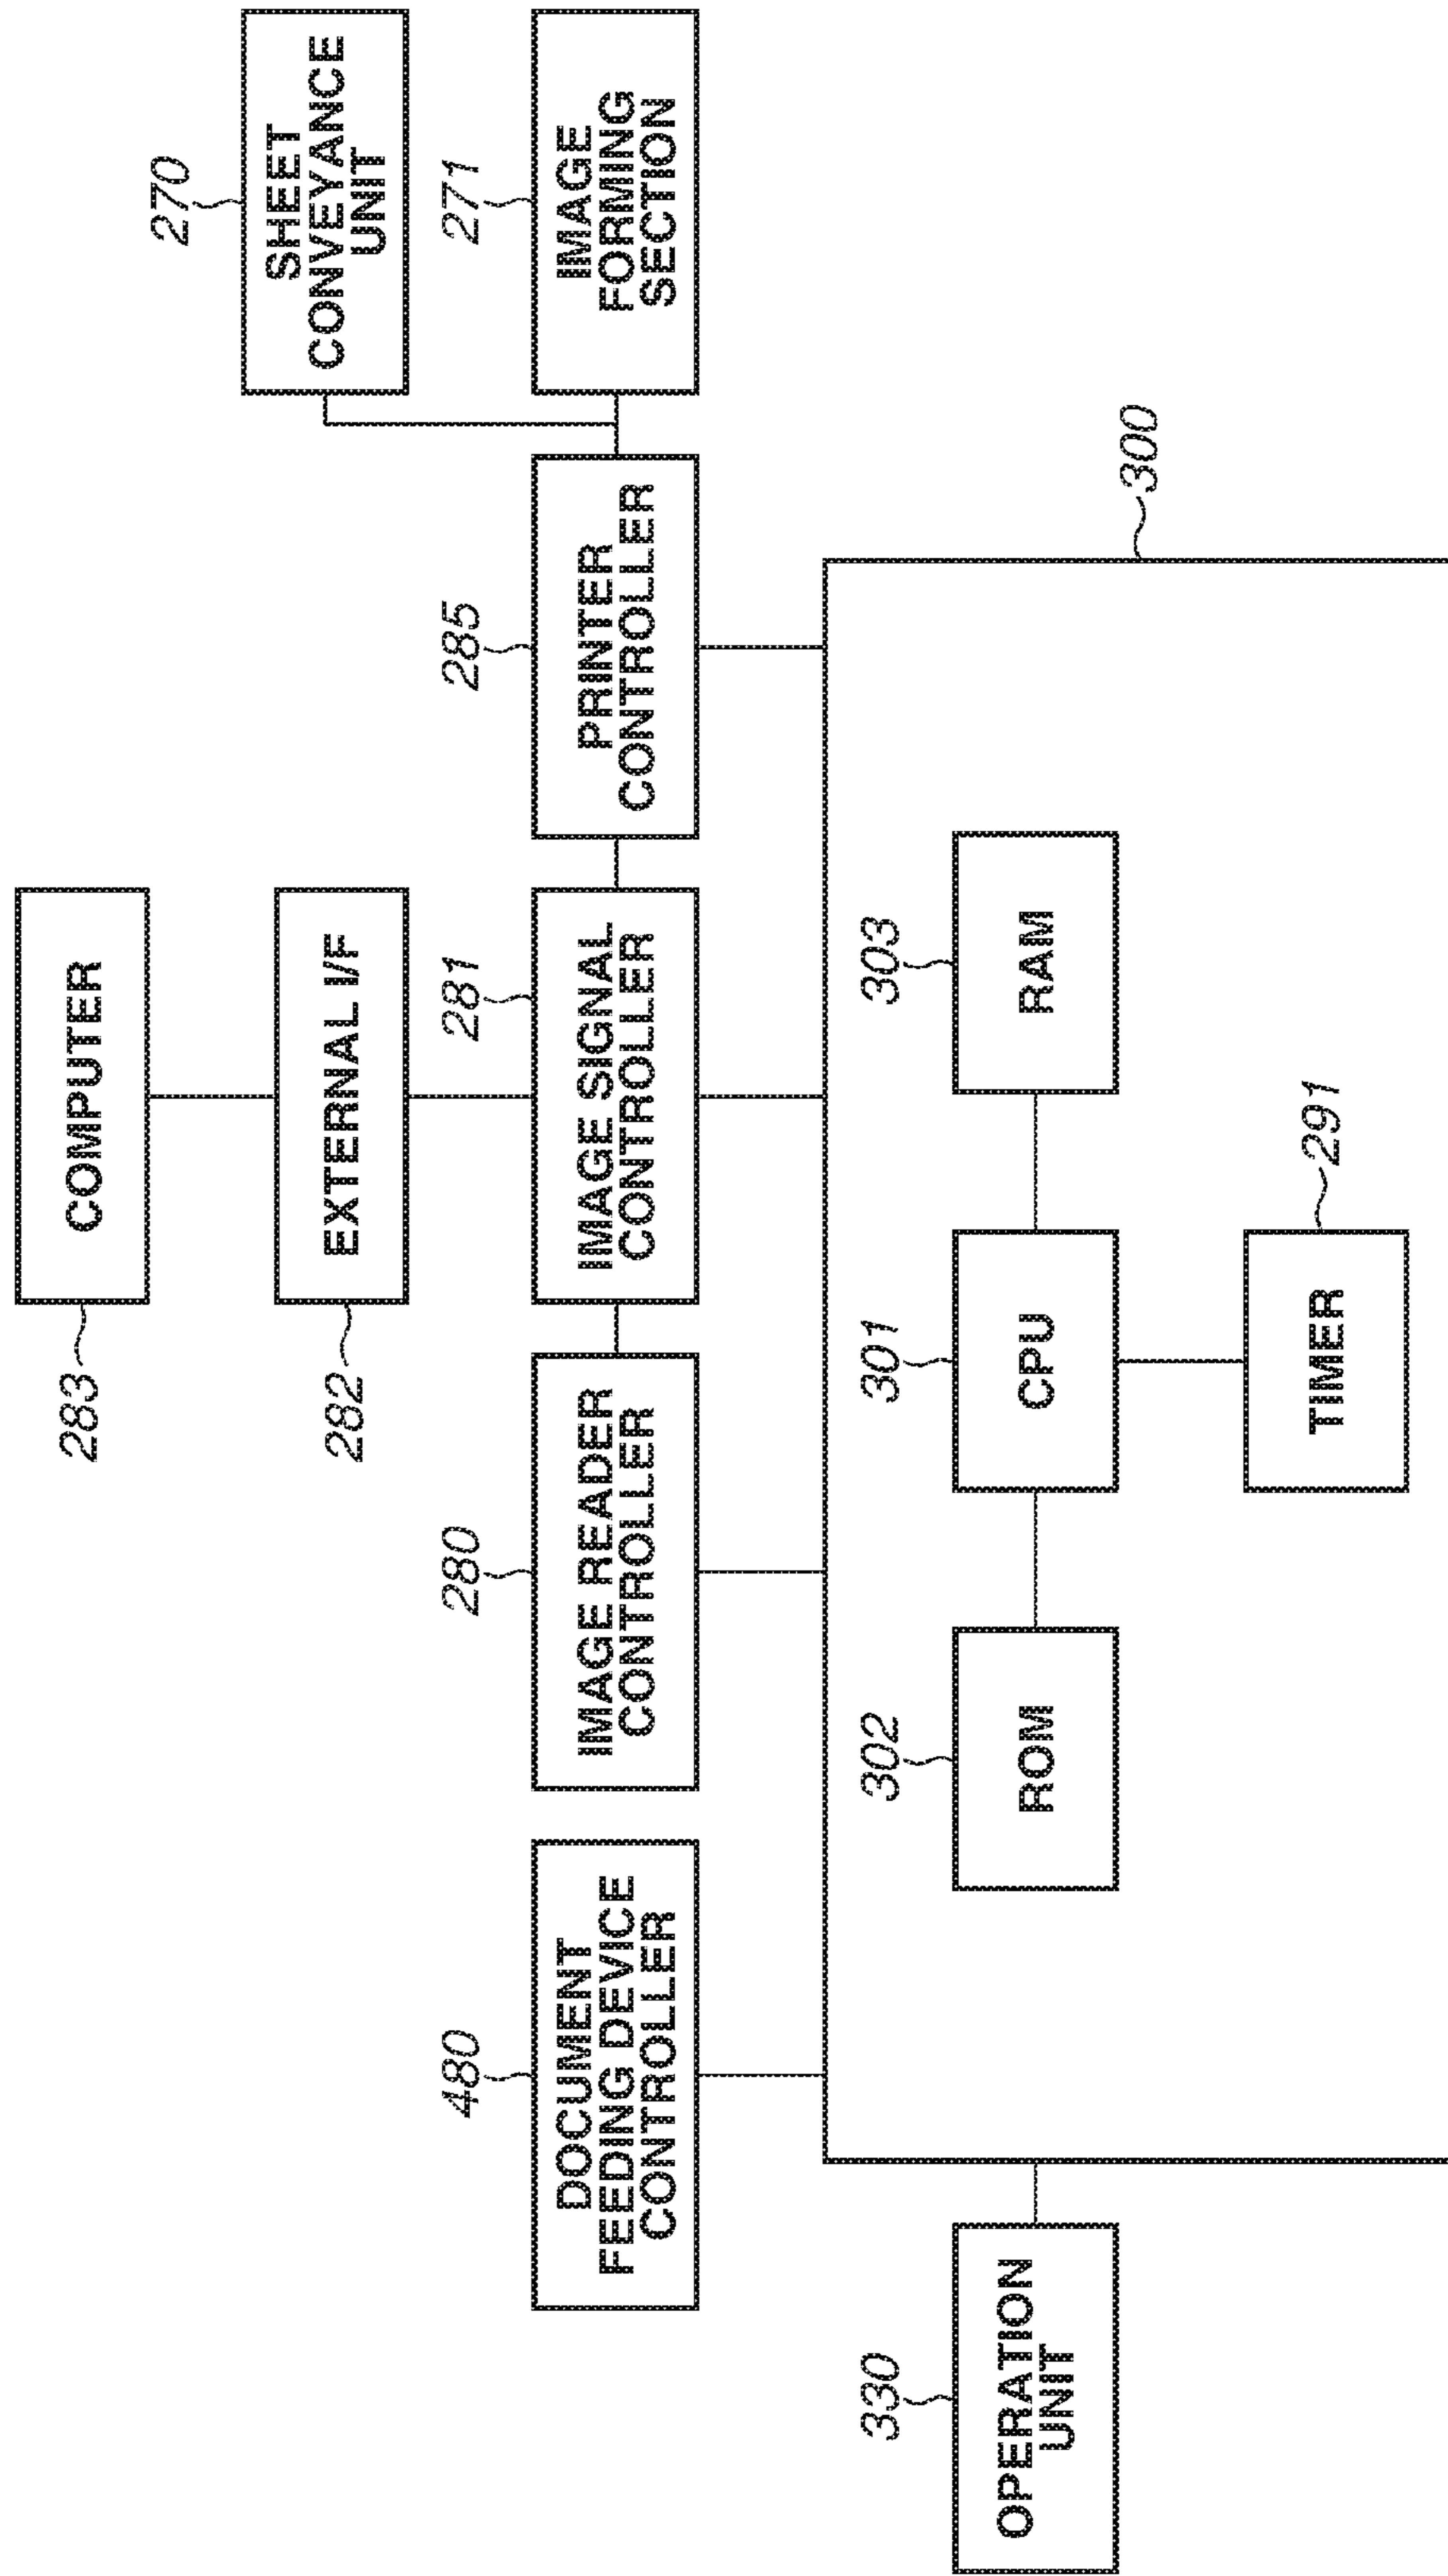 283
COMPUTER
270
SHEET
CONVEYANCE
UNIT
282
EXTERNAL I/F
480
DOCUMENT
FEEDING DEVICE
CONTROLLER
280
IMAGE READER
CONTROLLER
281
IMAGE SIGNAL
CONTROLLER
285
PRINTER
CONTROLLER
271
IMAGE
FORMING
SECTION
300
330
OPERATION
UNIT
302
ROM
301
CPU
303
RAM
TIMER
291